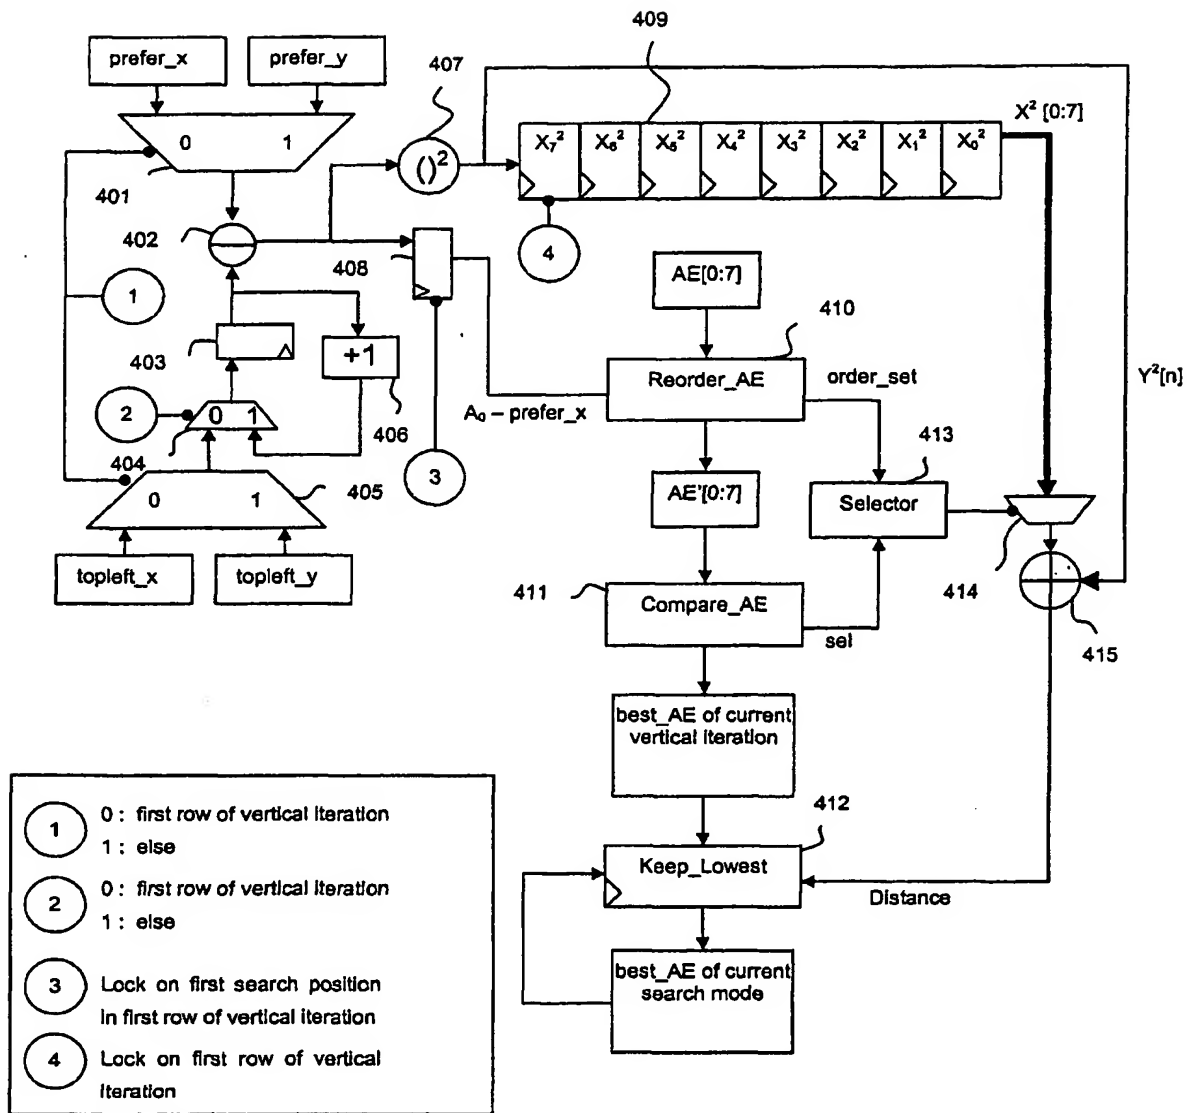 409
prefer_x
prefer_y
407
X² [0:7]
0 1
()²
X₇² X₆² X₅² X₄² X₃² X₂² X₁² X₀²
401
402
408
4
1
AE[0:7]
410
403
+1
Reorder_AE
order_set
Y²[n]
2
0 1
406
A₀ – prefer_x
413
404
3
405
0 1
AE'[0:7]
Selector
topleft_x
topleft_y
411
Compare_AE
414
sel
415
best_AE of current
vertical iteration
412
Keep_Lowest
Distance
best_AE of current
search mode
1
0 : first row of vertical iteration
1 : else
2
0 : first row of vertical iteration
1 : else
3
Lock on first search position
in first row of vertical iteration
4
Lock on first row of vertical
iteration